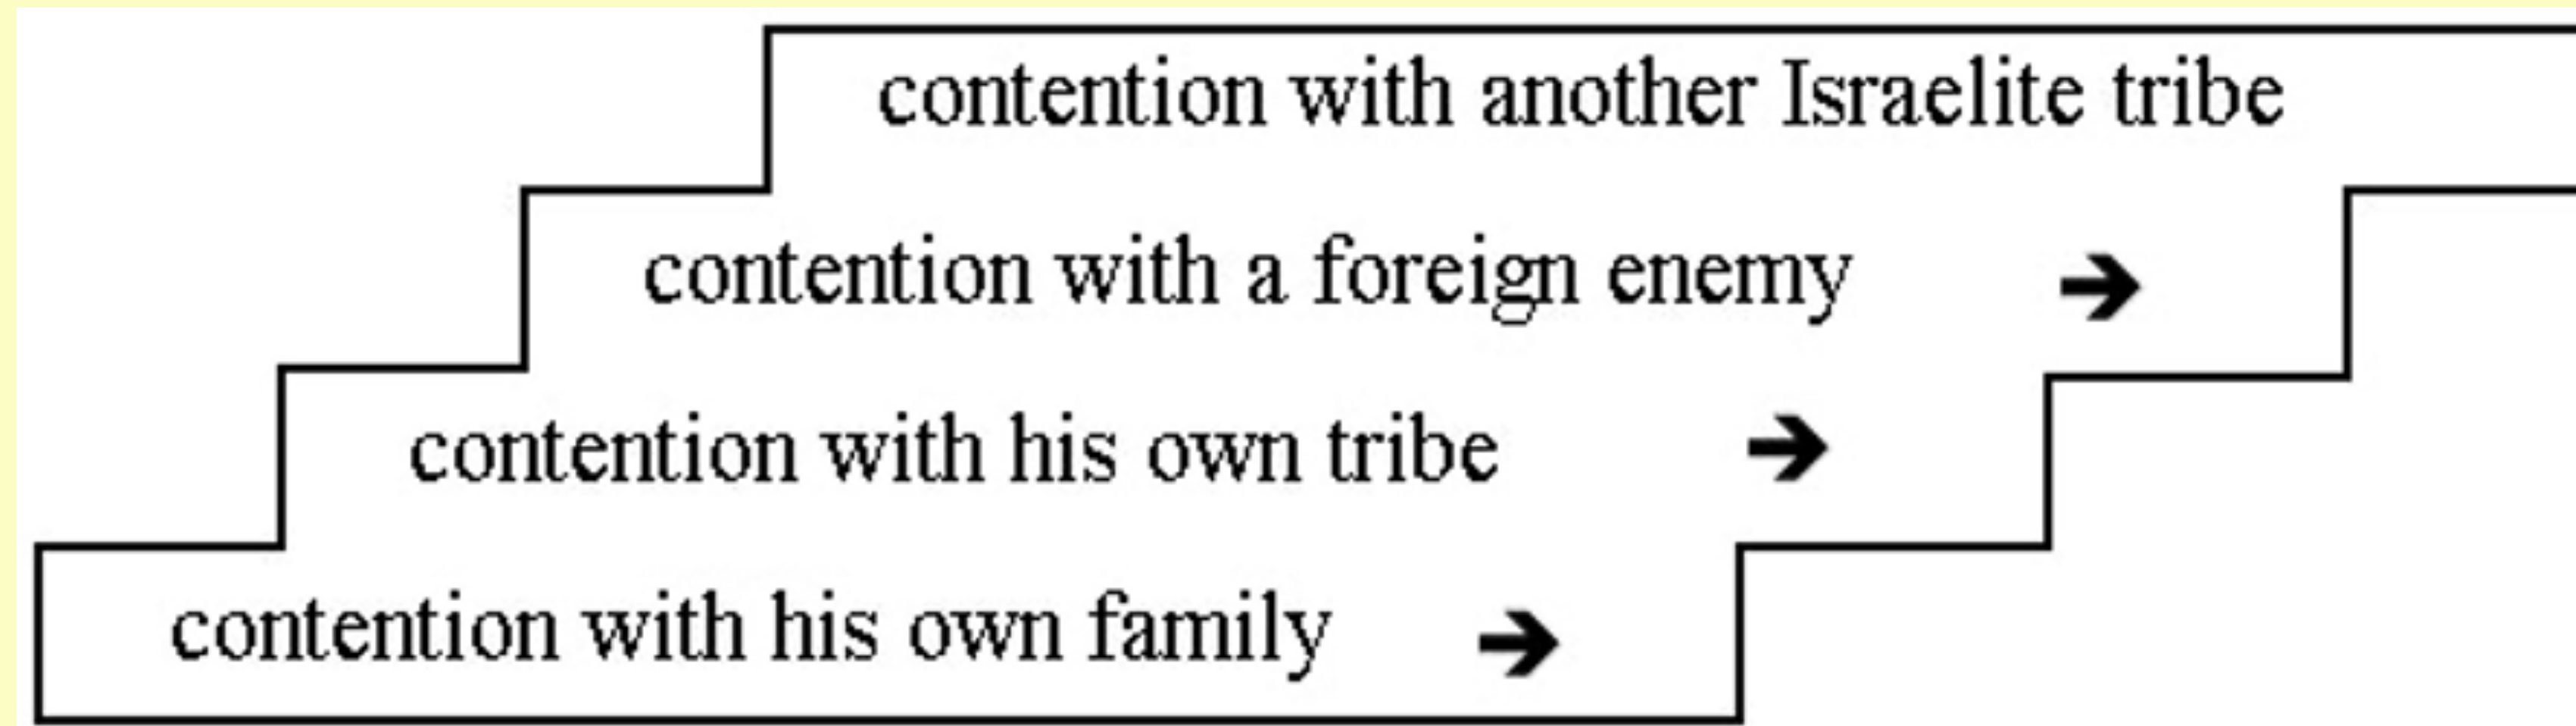 contention with another Israelite tribe
contention with a foreign enemy →
contention with his own tribe →
contention with his own family →